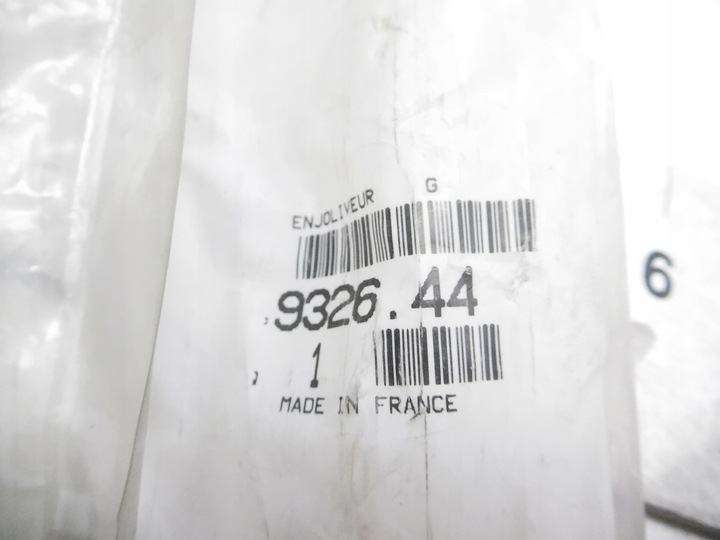 ENJOLIVEUR G
9326.44
1
MADE IN FRANCE
6